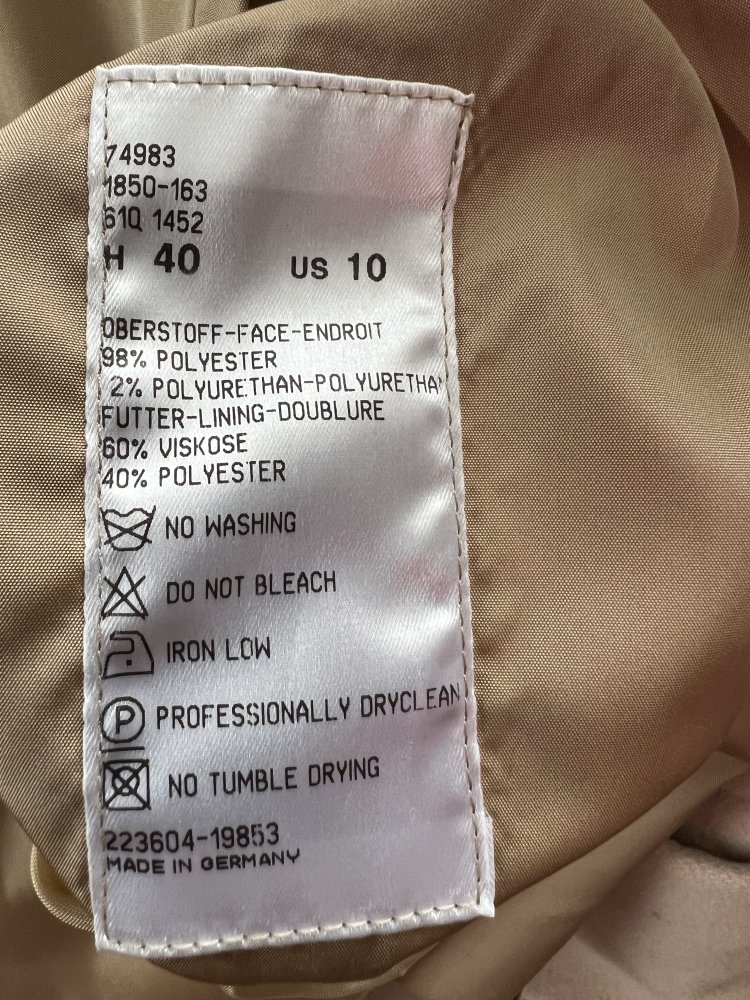 74983
1850-163
61Q 1452
H 40 US 10
OBERSTOFF-FACE-ENDROIT
98% POLYESTER
2% POLYURETHAN-POLYURETHA
FUTTER-LINING-DOUBLURE
60% VISKOSE
40% POLYESTER
NO WASHING
DO NOT BLEACH
IRON LOW
P PROFESSIONALLY DRYCLEAN
NO TUMBLE DRYING
223604-19853
MADE IN GERMANY